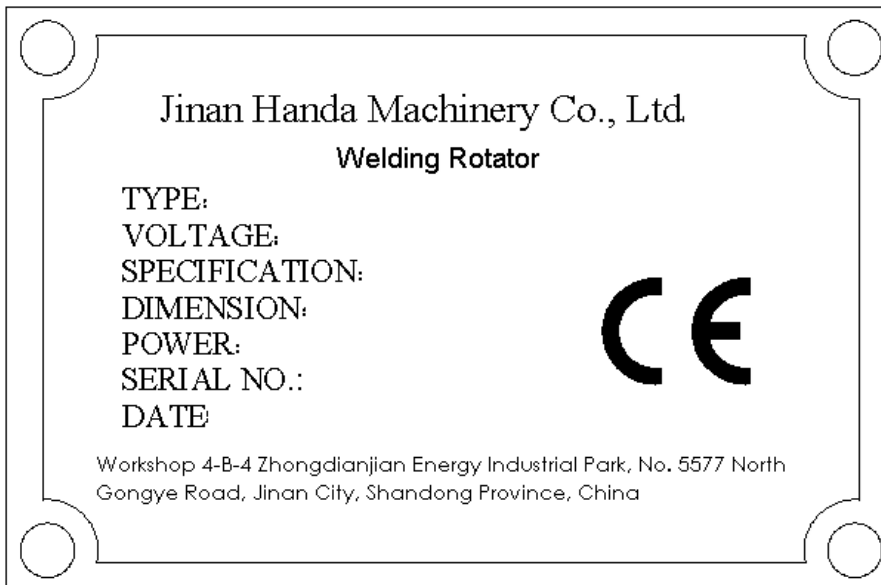 Jinan Handa Machinery Co., Ltd.
Welding Rotator
TYPE:
VOLTAGE:
SPECIFICATION:
DIMENSION:
POWER:
SERIAL NO.:
DATE:
CE
Workshop 4-B-4 Zhongdianjian Energy Industrial Park, No. 5577 North
Gongye Road, Jinan City, Shandong Province, China